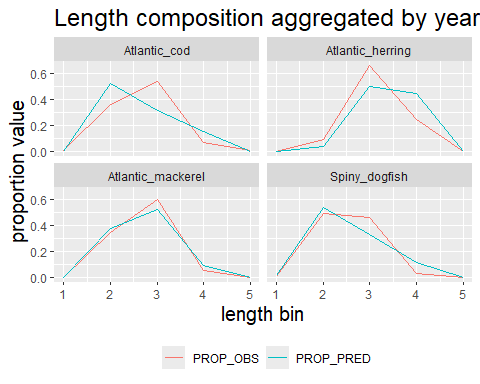 Length composition aggregated by year
Atlantic_cod
Atlantic_herring
0.6
0.4
0.2
0.0
Atlantic_mackerel
Spiny_dogfish
0.6
0.4
0.2
0.0
proportion value
1 2 3 4 5
1 2 3 4 5
length bin
PROP_OBS
PROP_PRED